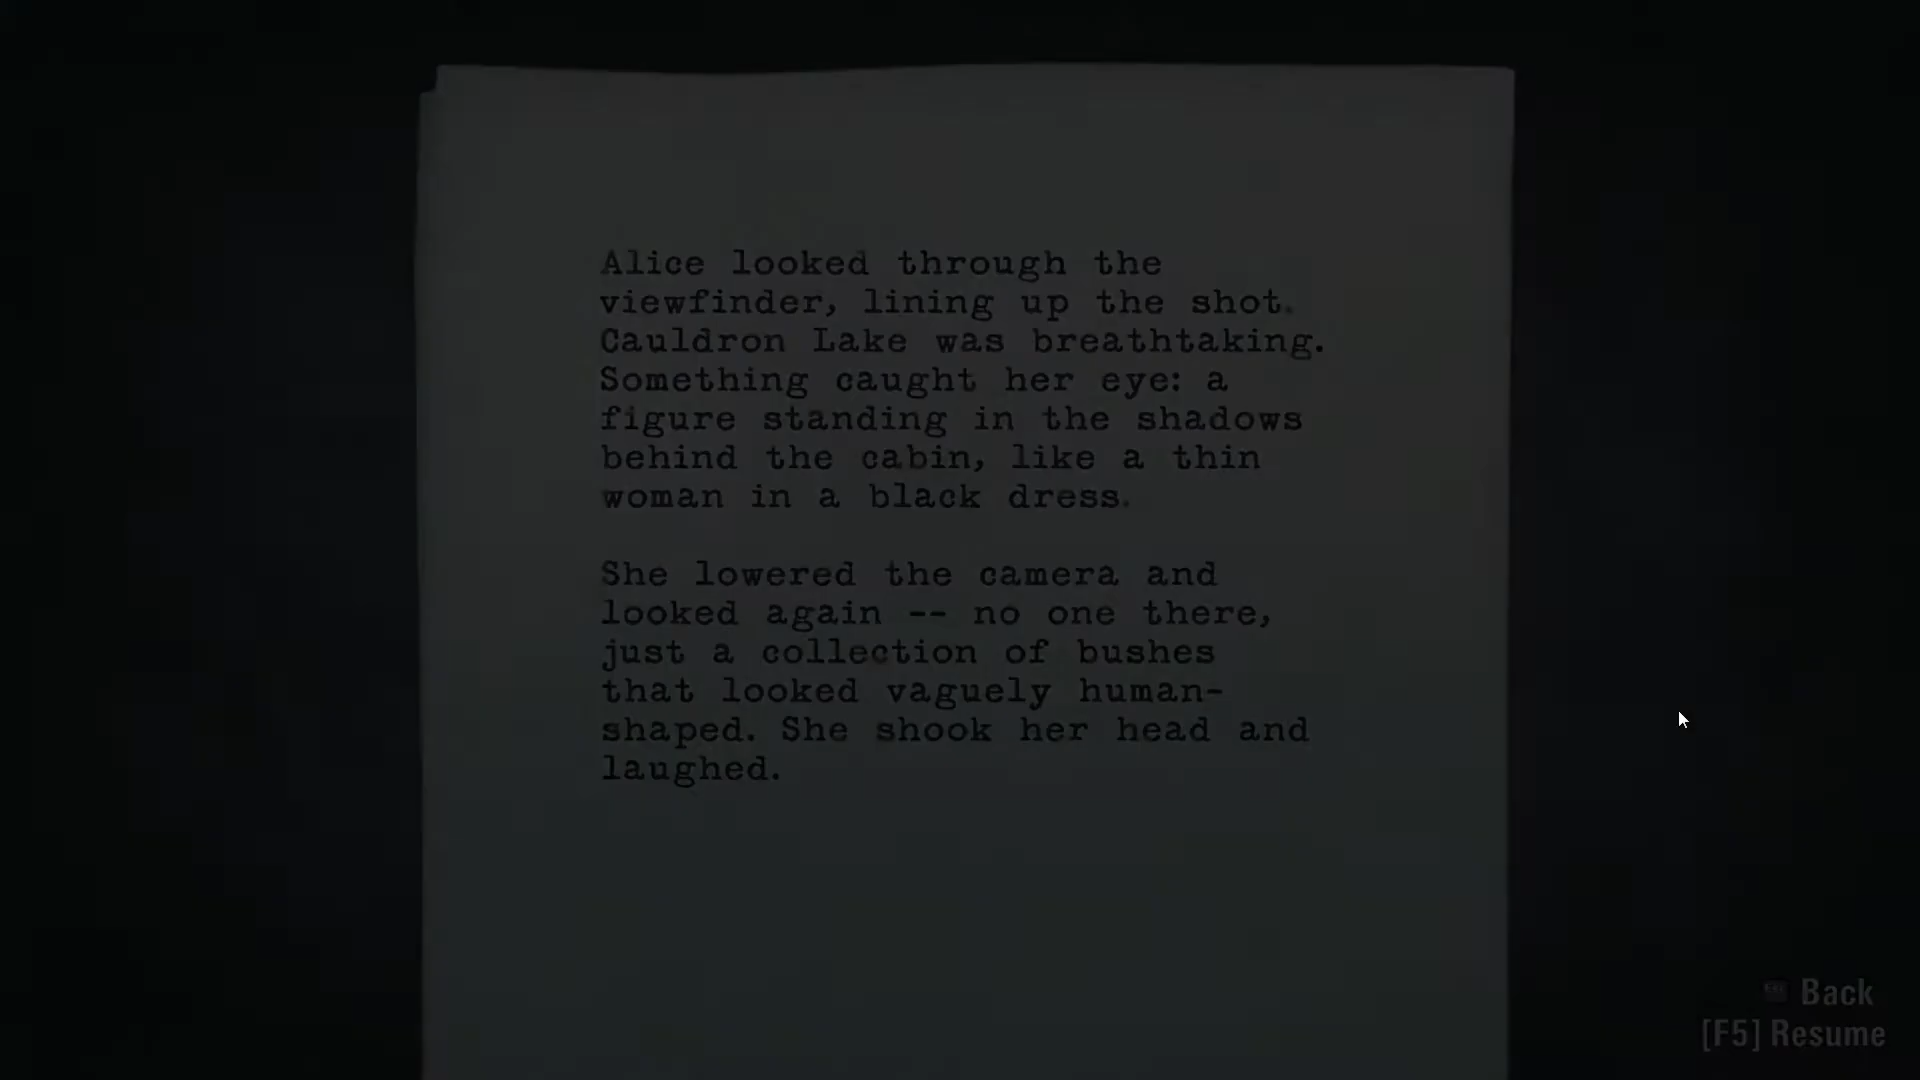 Alice looked through the
viewfinder, lining up the shot.
Cauldron Lake was breathtaking.
Something caught her eye: a
figure standing in the shadows
behind the cabin, like a thin
woman in a black dress.
She lowered the camera and
looked again -- no one there,
just a collection of bushes
that looked vaguely human-
shaped. She shook her head and
laughed.
Esc Back
[F5] Resume